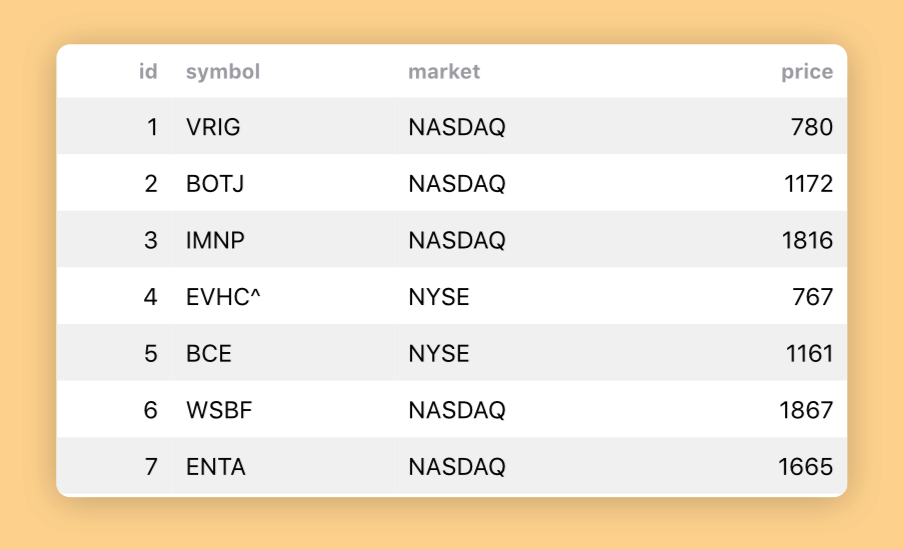 id symbol market price
1 VRIG NASDAQ 780
2 BOTJ NASDAQ 1172
3 IMNP NASDAQ 1816
4 EVHC^ NYSE 767
5 BCE NYSE 1161
6 WSBF NASDAQ 1867
7 ENTA NASDAQ 1665